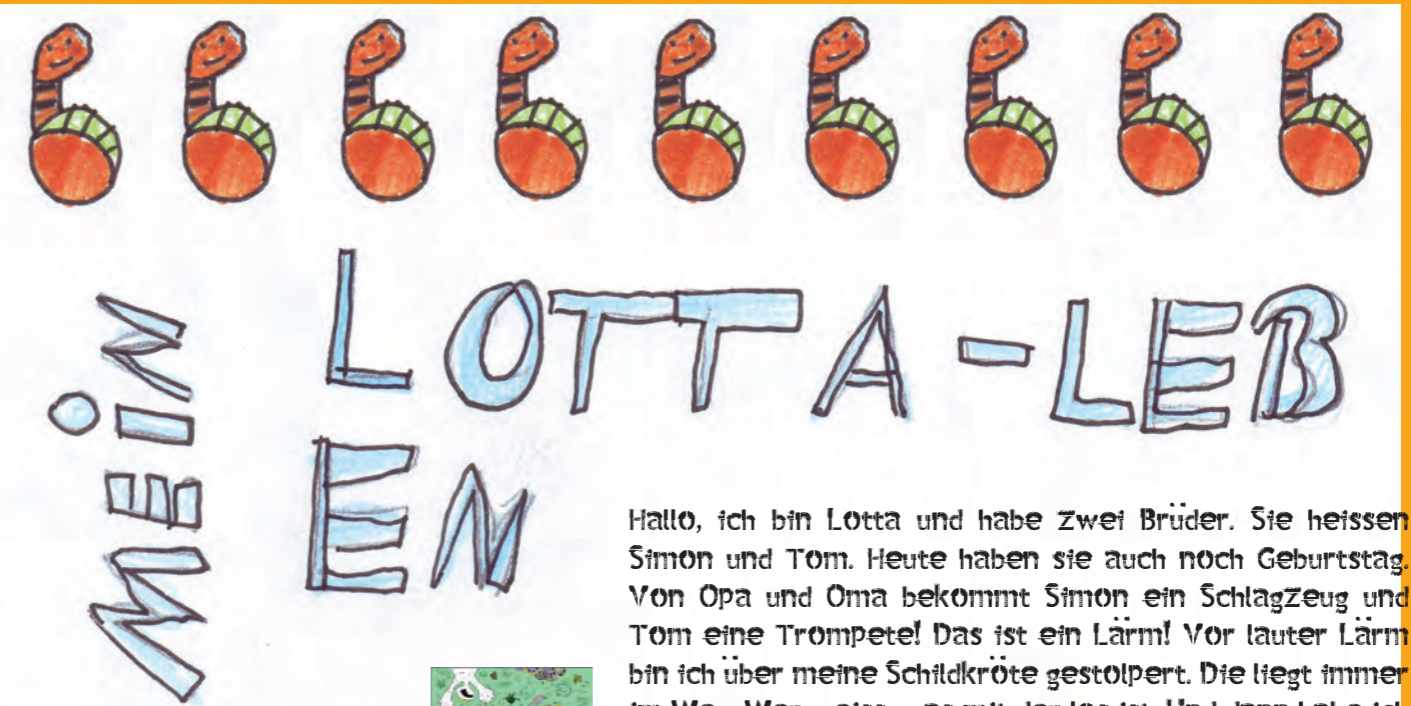 MEIN
LOTTA-LEB
EN
Hallo, ich bin Lotta und habe zwei Brüder. Sie heissen
Simon und Tom. Heute haben sie auch noch Geburtstag.
Von Opa und Oma bekommt Simon ein Schlagzeug und
Tom eine Trompete! Das ist ein Lärm! Vor lauter Lärm
bin ich über meine Schildkröte gestolpert. Die liegt immer